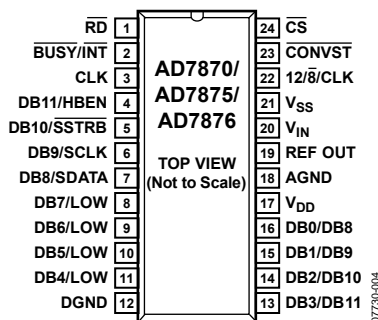 RD 1
BUSY/INT 2
CLK 3
DB11/HBEN 4
DB10/SSTRB 5
DB9/SCLK 6
DB8/SDATA 7
DB7/LOW 8
DB6/LOW 9
DB5/LOW 10
DB4/LOW 11
DGND 12
AD7870/
AD7875/
AD7876
TOP VIEW
(Not to Scale)
24 CS
23 CONVST
22 12/8/CLK
21 VSS
20 VIN
19 REF OUT
18 AGND
17 VDD
16 DB0/DB8
15 DB1/DB9
14 DB2/DB10
13 DB3/DB11
07730-004